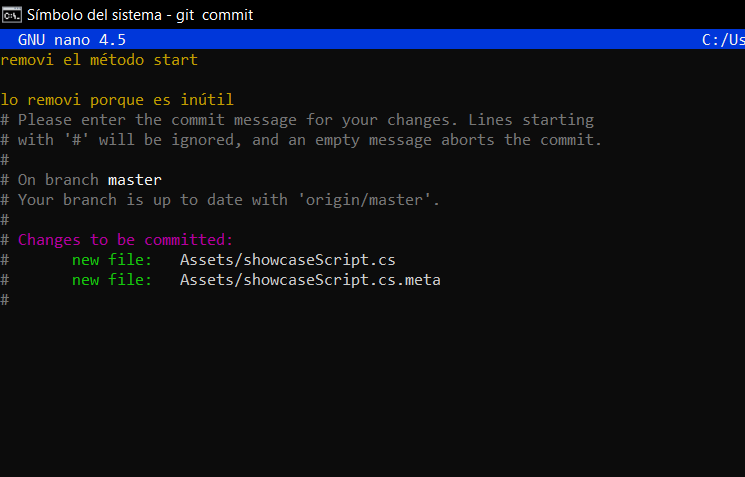 Símbolo del sistema - git  commit
GNU nano 4.5 C:/Us
removi el método start
lo removi porque es inútil
# Please enter the commit message for your changes. Lines starting
# with '#' will be ignored, and an empty message aborts the commit.
#
# On branch master
# Your branch is up to date with 'origin/master'.
#
# Changes to be committed:
#       new file:   Assets/showcaseScript.cs
#       new file:   Assets/showcaseScript.cs.meta
#